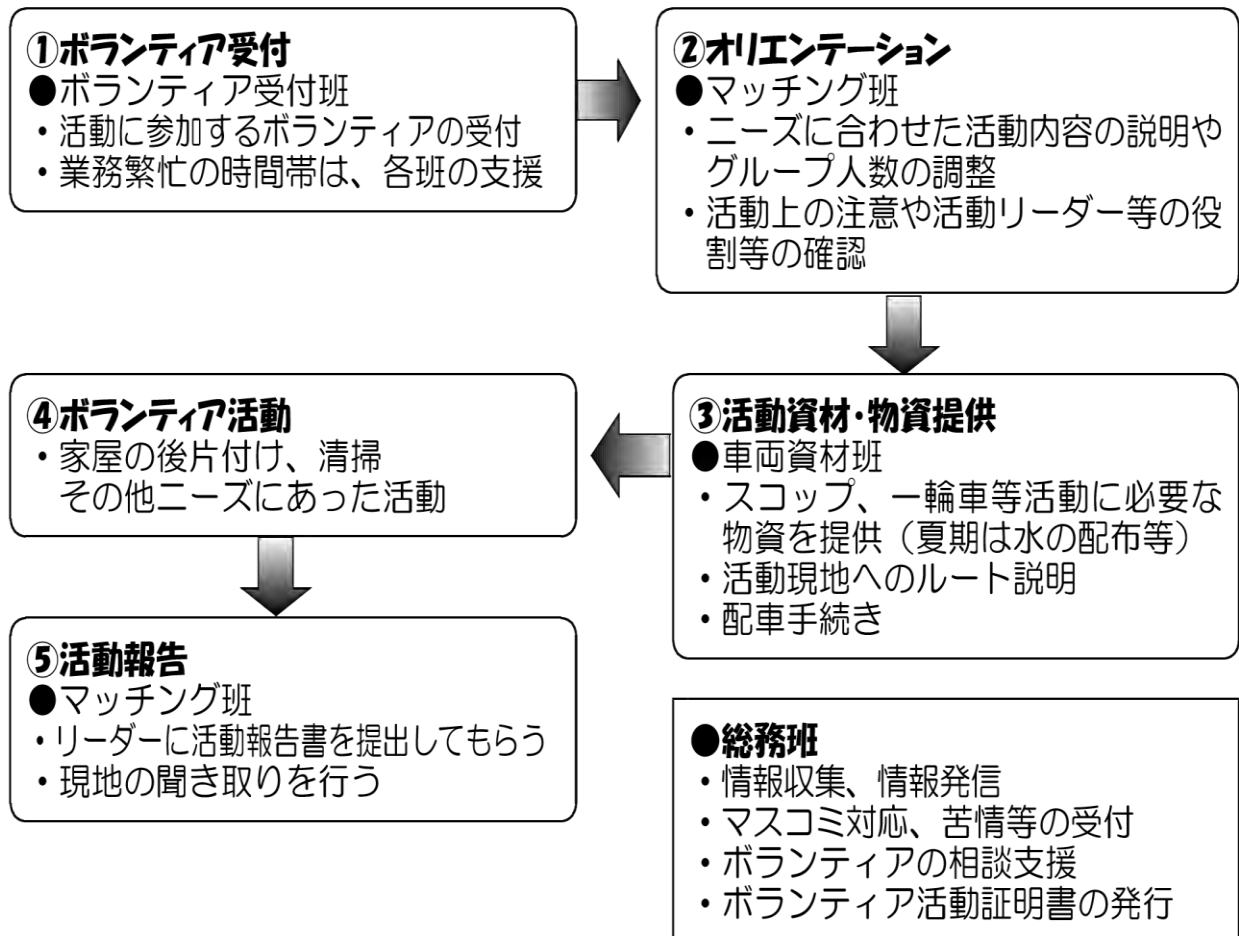 ①ボランティア受付
●ボランティア受付班
・活動に参加するボランティアの受付
・業務繁忙の時間帯は、各班の支援
②オリエンテーション
●マッチング班
・ニーズに合わせた活動内容の説明や
グループ人数の調整
・活動上の注意や活動リーダー等の役
割等の確認
③活動資材・物資提供
●車両資材班
・スコップ、一輪車等活動に必要な
物資を提供（夏期は水の配布等）
・活動現地へのルート説明
・配車手続き
④ボランティア活動
・家屋の後片付け、清掃
その他ニーズにあった活動
⑤活動報告
●マッチング班
・リーダーに活動報告書を提出してもらう
・現地の聞き取りを行う
●総務班
・情報収集、情報発信
・マスコミ対応、苦情等の受付
・ボランティアの相談支援
・ボランティア活動証明書の発行